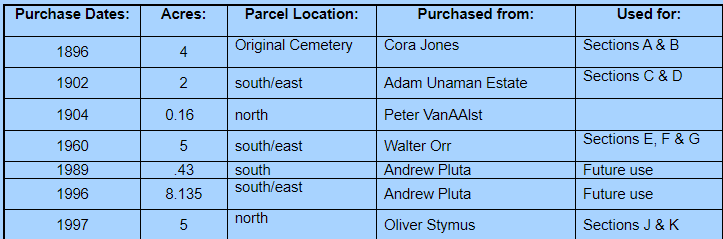 Purchase Dates: Acres: Parcel Location: Purchased from: Used for:
1896 4 Original Cemetery Cora Jones Sections A & B
1902 2 south/east Adam Unaman Estate Sections C & D
1904 0.16 north Peter VanAAlst
1960 5 south/east Walter Orr Sections E, F & G
1989 .43 south Andrew Pluta Future use
1996 8.135 south/east Andrew Pluta Future use
1997 5 north Oliver Stymus Sections J & K